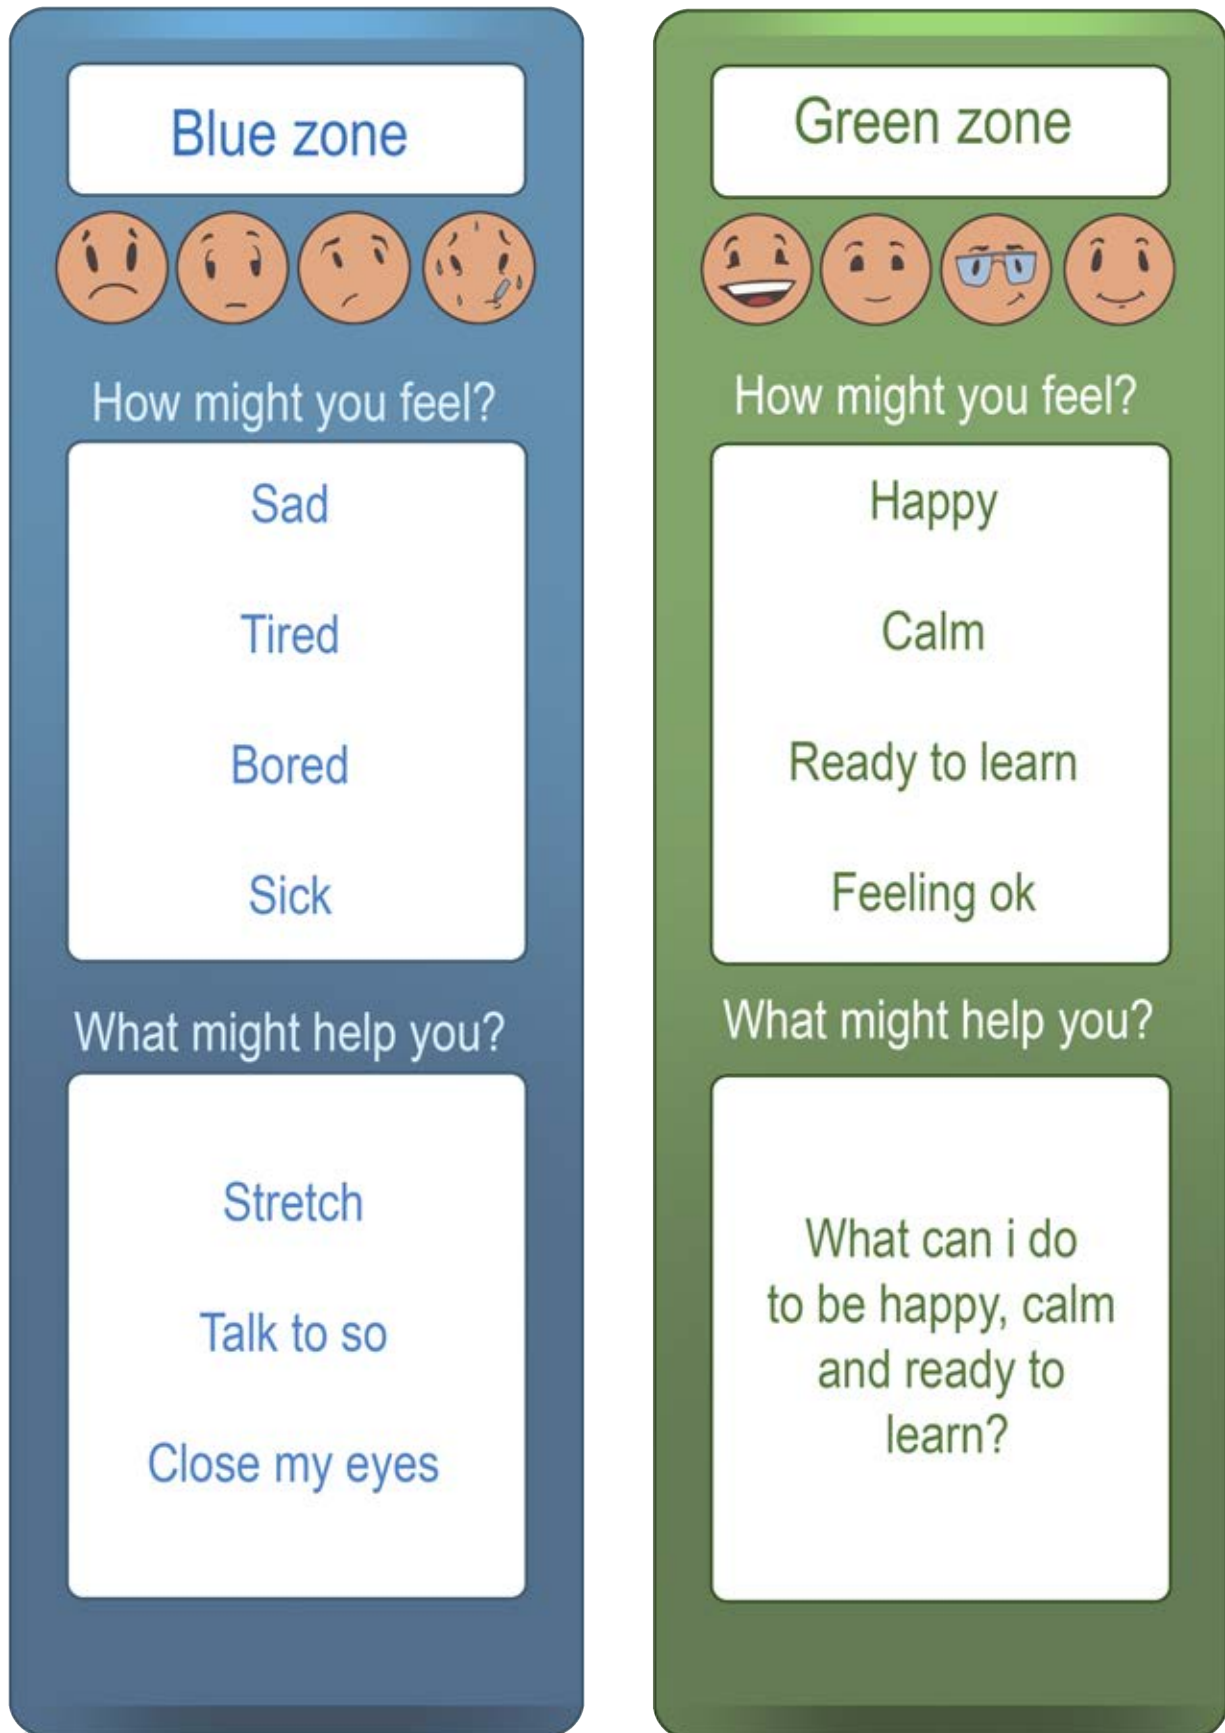 Blue zone
How might you feel?
Sad
Tired
Bored
Sick
What might help you?
Stretch
Talk to so
Close my eyes
Green zone
How might you feel?
Happy
Calm
Ready to learn
Feeling ok
What might help you?
What can i do
to be happy, calm
and ready to
learn?